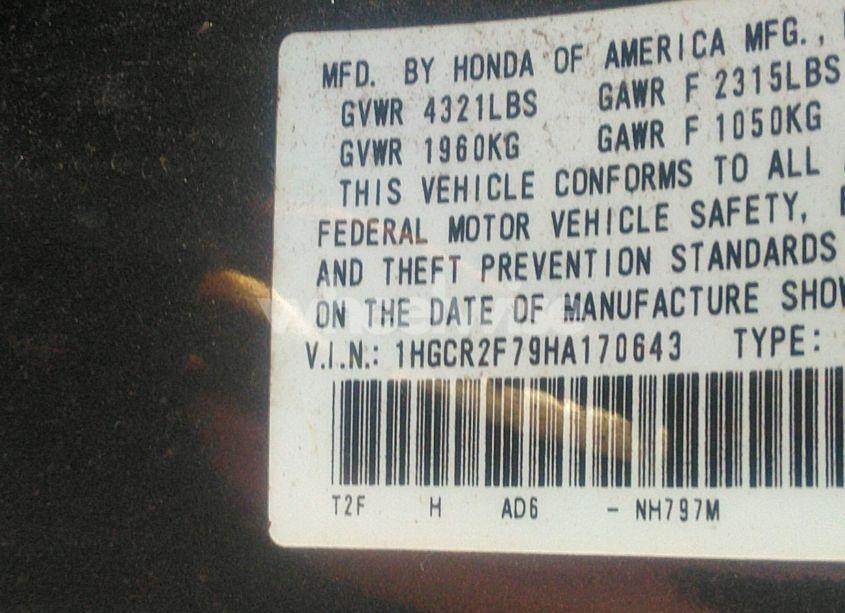 MFD. BY HONDA OF AMERICA MFG.,
GVWR 4321LBS GAWR F 2315LBS
GVWR 1960KG GAWR F 1050KG
THIS VEHICLE CONFORMS TO ALL
FEDERAL MOTOR VEHICLE SAFETY,
AND THEFT PREVENTION STANDARDS
ON THE DATE OF MANUFACTURE SHOW
V.I.N.: 1HGCR2F79HA170643 TYPE:
T2F H AD6 - NH797M